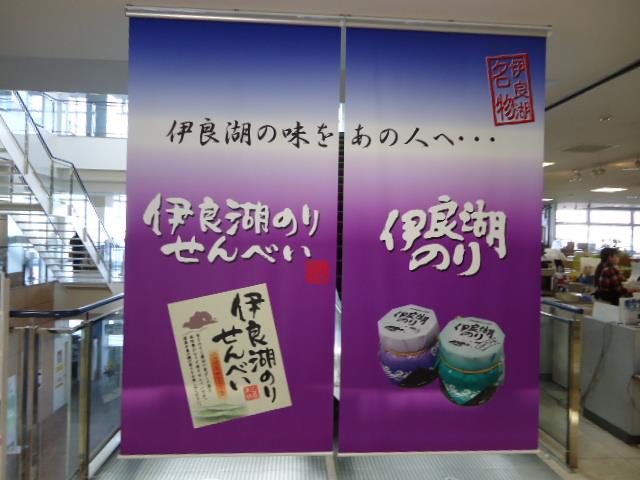 伊良湖名物
伊良湖の味をあの人へ・・・
伊良湖のり
せんべい
伊良湖
のり
伊良湖のり
せんべい
伊良湖
のり
伊良湖
のり